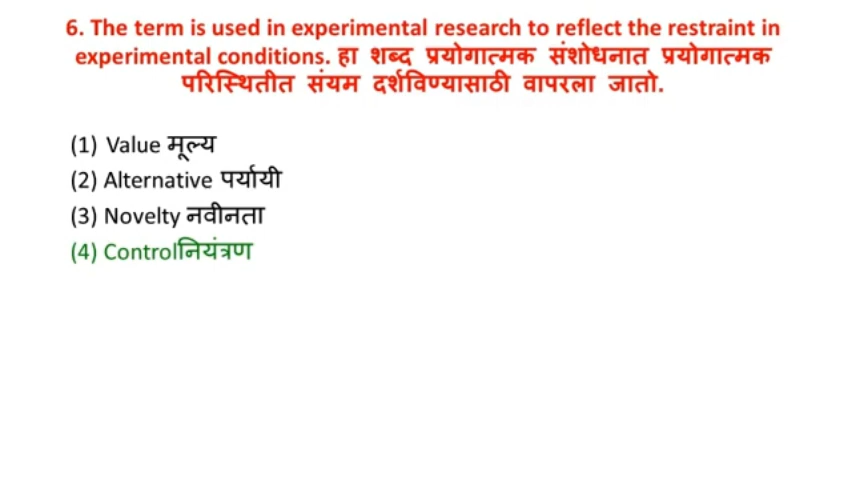 6. The term is used in experimental research to reflect the restraint in
experimental conditions. हा शब्द प्रयोगात्मक संशोधनात प्रयोगात्मक
परिस्थितीत संयम दर्शविण्यासाठी वापरला जातो.
(1) Value मूल्य
(2) Alternative पर्यायी
(3) Novelty नवीनता
(4) Controlनियंत्रण